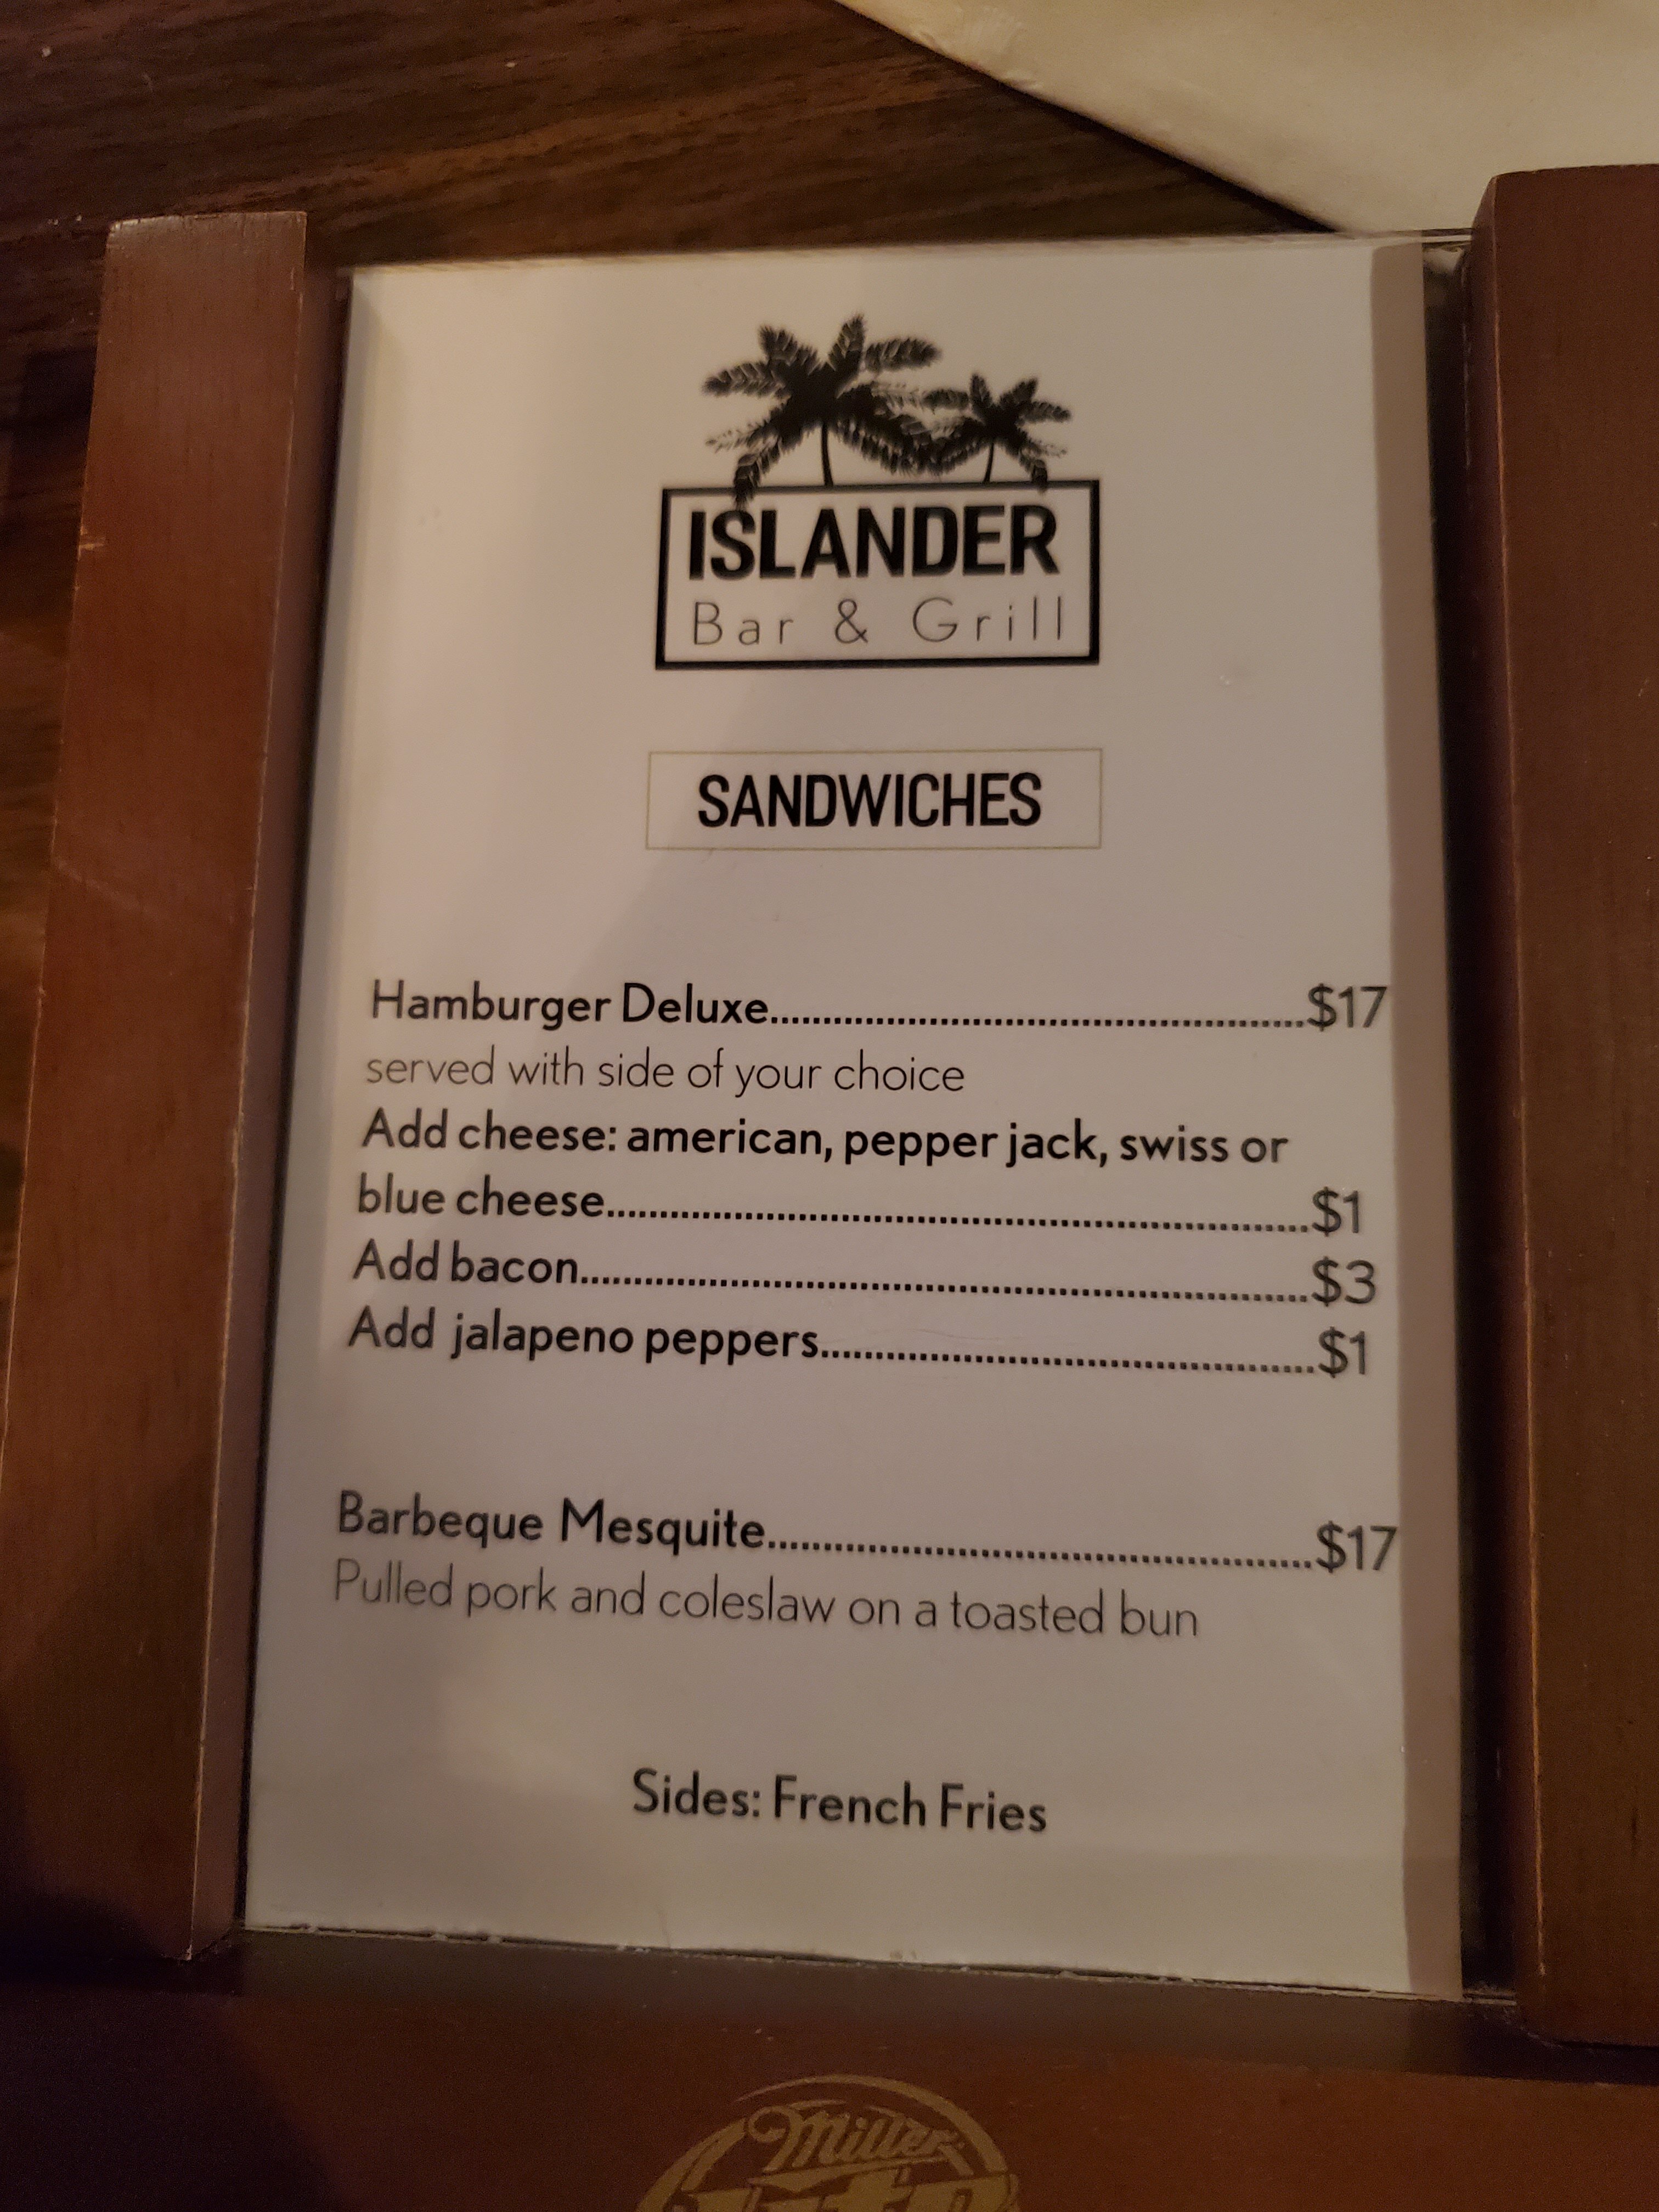 ISLANDER
Bar & Grill
SANDWICHES
Hamburger Deluxe..................................................$17
served with side of your choice
Add cheese: american, pepper jack, swiss or
blue cheese..................................................................$1
Add bacon....................................................................$3
Add jalapeno peppers..............................................$1
Barbeque Mesquite..................................................$17
Pulled pork and coleslaw on a toasted bun
Sides: French Fries
Miller